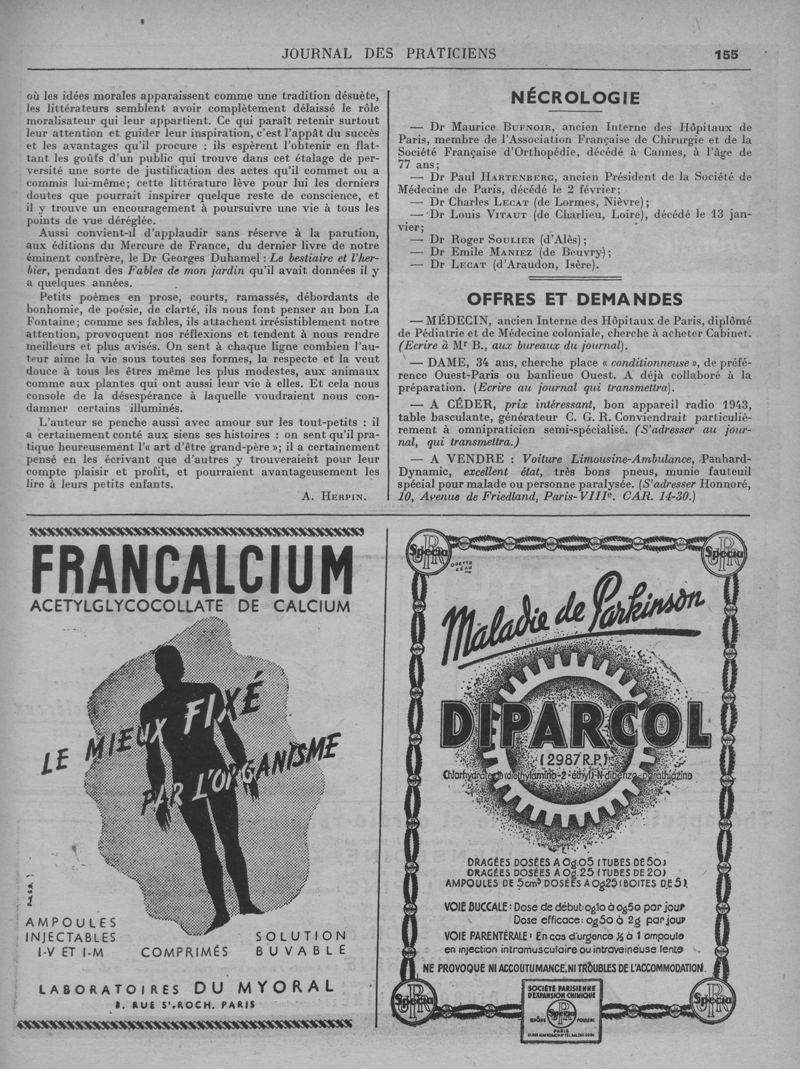 JOURNAL DES PRATICIENS
155
où les idées morales apparaissent comme une tradition désuète,
les littérateurs semblent avoir complètement délaissé le rôle
moralisateur qui leur appartient. Ce qui paraît retenir surtout
leur attention et guider leur inspiration, c'est l'appât du succès
et les avantages qu'il procure : ils espèrent l'obtenir en flat-
tant les goûts d'un public qui trouve dans cet étalage de per-
versité une sorte de justification des actes qu'il commet ou a
commis lui-même; cette littérature lève pour lui les derniers
doutes que pourrait inspirer quelque reste de conscience, et
il y trouve un encouragement à poursuivre une vie à tous les
points de vue déréglée.
Aussi convient-il d'applaudir sans réserve à la parution,
aux éditions du Mercure de France, du dernier livre de notre
éminent confrère, le Dr Georges Duhamel : Le bestiaire et l'her-
bier, pendant des Fables de mon jardin qu'il avait données il y
a quelques années.
Petits poèmes en prose, courts, ramassés, débordants de
bonhomie, de poésie, de clarté, ils nous font penser au bon La
Fontaine; comme ses fables, ils attachent irrésistiblement notre
attention, provoquent nos réflexions et tendent à nous rendre
meilleurs et plus avisés. On sent à chaque ligne combien l'au-
teur aime la vie sous toutes ses formes, la respecte et la veut
douce à tous les êtres même les plus modestes, aux animaux
comme aux plantes qui ont aussi leur vie à elles. Et cela nous
console de la désespérance à laquelle voudraient nous con-
damner certains illuminés.
L'auteur se penche aussi avec amour sur les tout-petits : il
a certainement conté aux siens ses histoires : on sent qu'il pra-
tique heureusement l'« art d'être grand-père »; il a certainement
pensé en les écrivant que d'autres y trouveraient pour leur
compte plaisir et profit, et pourraient avantageusement les
lire à leurs petits enfants.
A. HERPIN.
NÉCROLOGIE
— Dr Maurice BUFNOIR, ancien Interne des Hôpitaux de
Paris, membre de l'Association Française de Chirurgie et de la
Société Française d'Orthopédie, décédé à Cannes, à l'âge de
77 ans;
— Dr Paul HARTENBERG, ancien Président de la Société de
Médecine de Paris, décédé le 2 février;
— Dr Charles LECAT (de Lormes, Nièvre);
— Dr Louis VITAUT (de Charlieu, Loire), décédé le 13 jan-
vier;
— Dr Roger SOULIER (d'Alès);
— Dr Emile MANIEZ (de Beuvry);
— Dr LECAT (d'Araudon, Isère).
OFFRES ET DEMANDES
— MÉDECIN, ancien Interne des Hôpitaux de Paris, diplômé
de Pédiatrie et de Médecine coloniale, cherche à acheter Cabinet.
(Ecrire à Mr B., aux bureaux du journal).
— DAME, 34 ans, cherche place « conditionneuse », de préfé-
rence Ouest-Paris ou banlieue Ouest. A déjà collaboré à la
préparation. (Ecrire au journal qui transmettra).
— A CÉDER, prix intéressant, bon appareil radio 1943,
table basculante, générateur C. G. R. Conviendrait particuliè-
rement à omnipraticien semi-spécialisé. (S'adresser au jour-
nal, qui transmettra.)
— A VENDRE : Voiture Limousine-Ambulance, Panhard-
Dynamic, excellent état, très bons pneus, munie fauteuil
spécial pour malade ou personne paralysée. (S'adresser Honnoré,
10, Avenue de Friedland, Paris-VIIIe. CAR. 14-30.)
FRANCALCIUM
ACETYLGLYCOCOLLATE DE CALCIUM
LE MIEUX FIXÉ
PAR L'ORGANISME
AMPOULES
INJECTABLES
I-V ET I-M
COMPRIMÉS
SOLUTION
BUVABLE
LABORATOIRES DU MYORAL
3, RUE St-ROCH, PARIS
Specia
Specia
ODETTE
Maladie de Parkinson
DIPARCOL
(2987 R.P.)
Chlorhydrate (diethylamino-2-éthyl)-N-dibenzo-parathiazine
DRAGÉES DOSÉES A 0g.05 (TUBES DE 50)
DRAGÉES DOSÉES A 0g.25 (TUBES DE 20)
AMPOULES DE 5cm3 DOSÉES A 0g25 (BOITES DE 5).
VOIE BUCCALE : Dose de début: 0g10 à 0g50 par jour
Dose efficace: 0g50 à 2g par jour
VOIE PARENTÉRALE : En cas d'urgence ½ à 1 ampoule
en injection intramusculaire ou intraveineuse lente
NE PROVOQUE NI ACCOUTUMANCE, NI TROUBLES DE L'ACCOMMODATION.
Specia
Specia
SOCIÉTÉ PARISIENNE
D'EXPANSION CHIMIQUE
RHÔNE Specia POULENC
PARIS